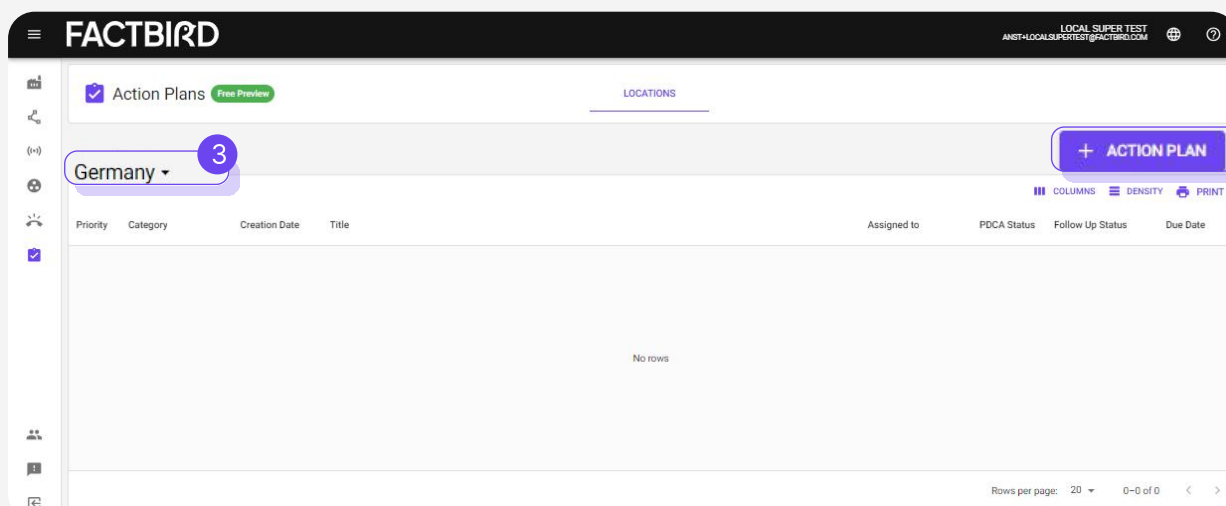 FACTBIRD
LOCAL SUPER TEST
ANST+LOCALSUPERTEST@FACTBIRD.COM
Action Plans Free Preview
LOCATIONS
3
Germany
+ ACTION PLAN
COLUMNS DENSITY PRINT
Priority Category Creation Date Title Assigned to PDCA Status Follow Up Status Due Date
No rows
Rows per page: 20 0–0 of 0